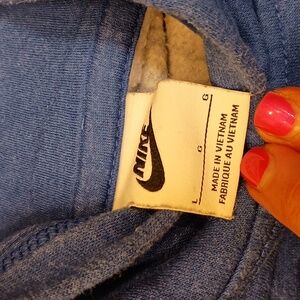 NIKE
L G G
MADE IN VIETNAM
FABRIQUE AU VIETNAM